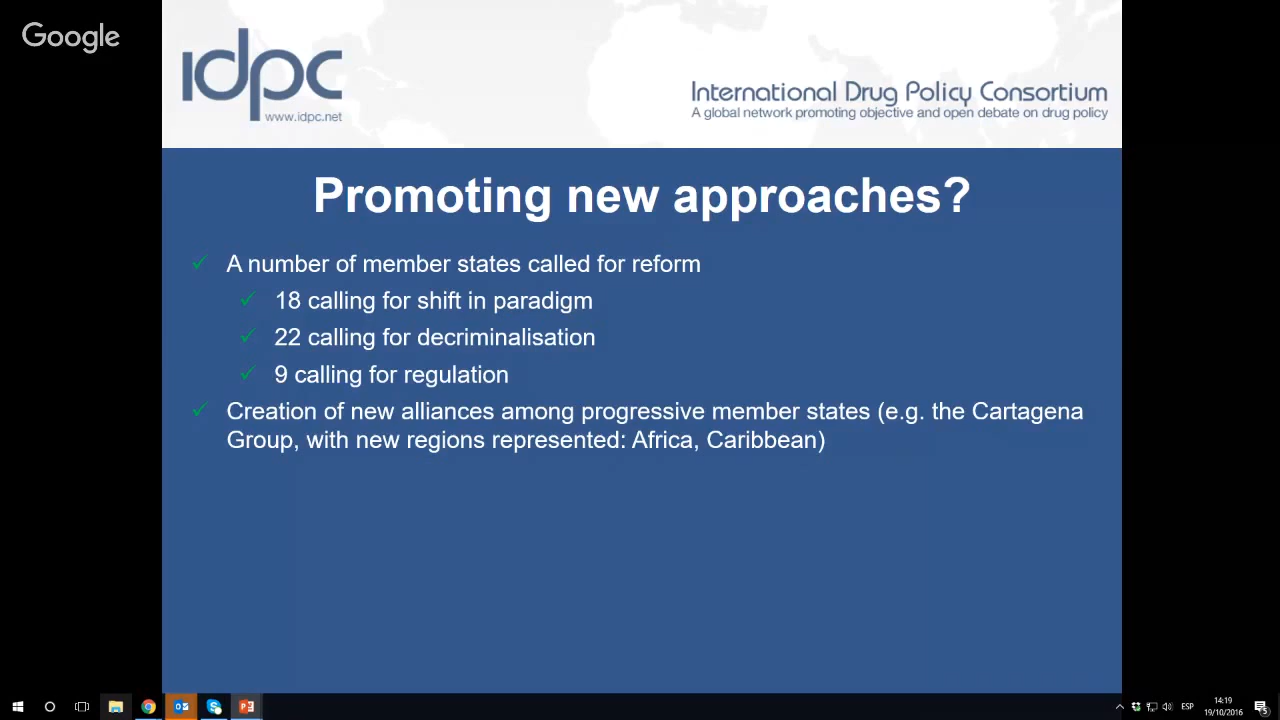 Google
idpc
www.idpc.net
International Drug Policy Consortium
A global network promoting objective and open debate on drug policy
Promoting new approaches?
A number of member states called for reform
18 calling for shift in paradigm
22 calling for decriminalisation
9 calling for regulation
Creation of new alliances among progressive member states (e.g. the Cartagena
Group, with new regions represented: Africa, Caribbean)
ESP
14:19
19/10/2016
5